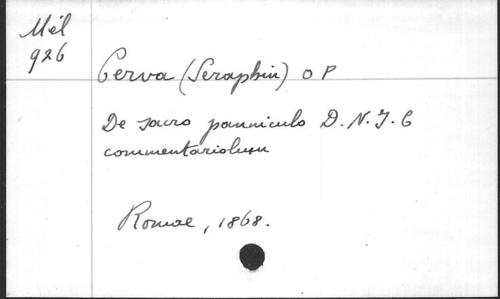 Mél
926
Cerva (Seraphin) O P
De sacro panniculo D. N. J. C
commentariolum
Romae, 1868.